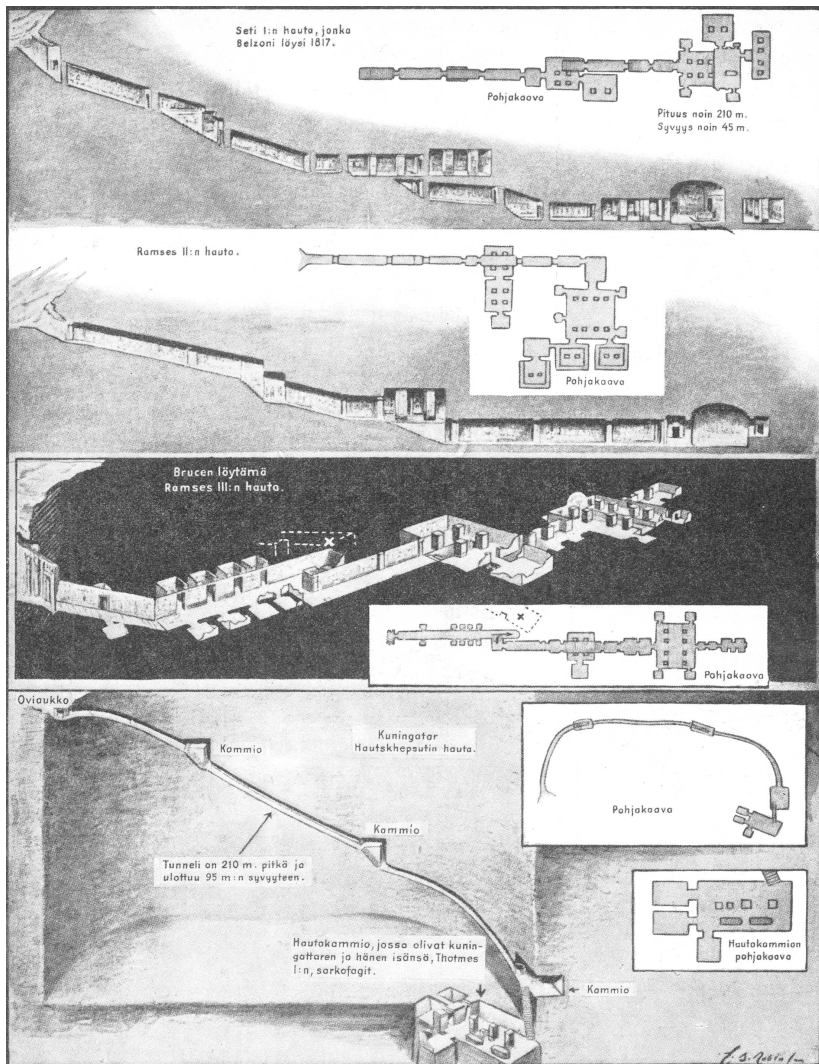 Seti I:n hauta, jonka
Belzoni löysi 1817.
Pohjakaava
Pituus noin 210 m.
Syvyys noin 45 m.
Ramses II:n hauta.
Pohjakaava
Brucen löytämä
Ramses III:n hauta.
x
x
Pohjakaava
Oviaukko
Kammio
Kuningatar
Hautskhepsutin hauta.
Pohjakaava
Kammio
Tunneli on 210 m. pitkä ja
ulottuu 95 m:n syvyyteen.
Hautakammio, jossa olivat kunin-
gattaren ja hänen isänsä, Thotmes
I:n, sarkofagit.
Kammio
Hautakammion
pohjakaava